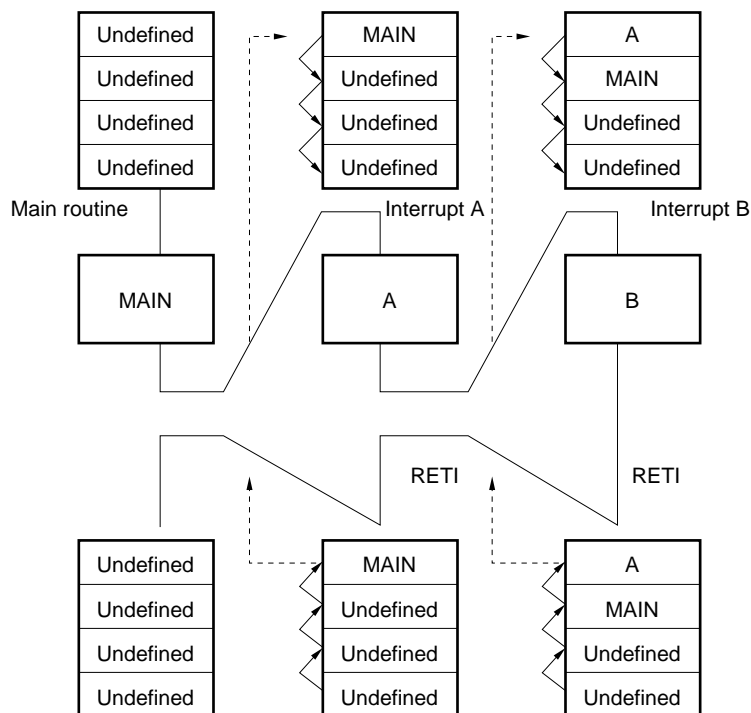 Undefined MAIN A
Undefined Undefined MAIN
Undefined Undefined Undefined
Undefined Undefined Undefined
Main routine Interrupt A Interrupt B
MAIN A B
RETI RETI
Undefined MAIN A
Undefined Undefined MAIN
Undefined Undefined Undefined
Undefined Undefined Undefined